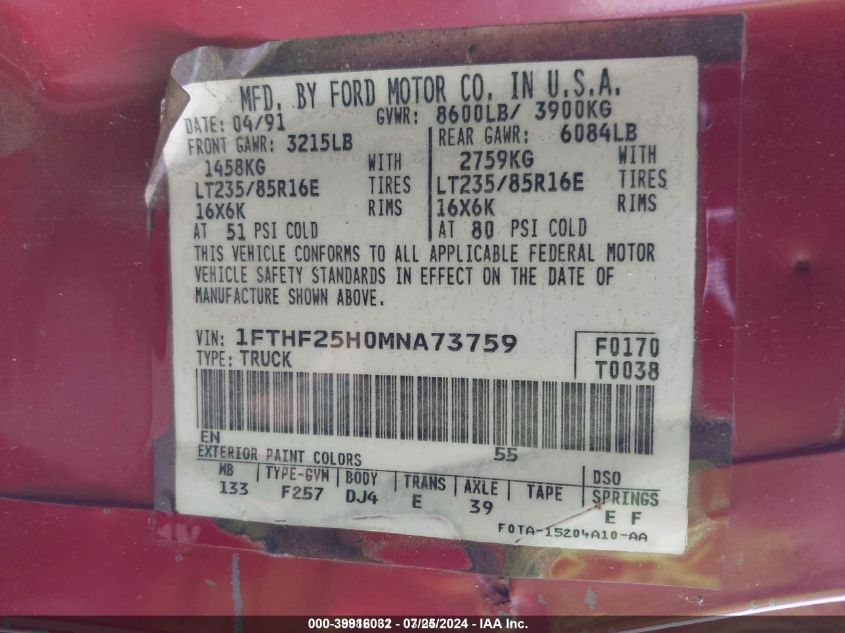 MFD. BY FORD MOTOR CO. IN U.S.A.
DATE: 04/91 GVWR: 8600LB/ 3900KG
FRONT GAWR: 3215LB REAR GAWR: 6084LB
1458KG WITH 2759KG WITH
LT235/85R16E TIRES LT235/85R16E TIRES
16X6K RIMS 16X6K RIMS
AT 51 PSI COLD AT 80 PSI COLD
THIS VEHICLE CONFORMS TO ALL APPLICABLE FEDERAL MOTOR
VEHICLE SAFETY STANDARDS IN EFFECT ON THE DATE OF
MANUFACTURE SHOWN ABOVE.
VIN: 1FTHF25H0MNA73759 F0170
TYPE: TRUCK T0038
EN 55
EXTERIOR PAINT COLORS DSO
WB TYPE-GVW BODY TRANS AXLE TAPE SPRINGS
133 F257 DJ4 E 39 E F
F0TA-15204A10-AA
000-39916032 / 07/25/2024 / IAA Inc.